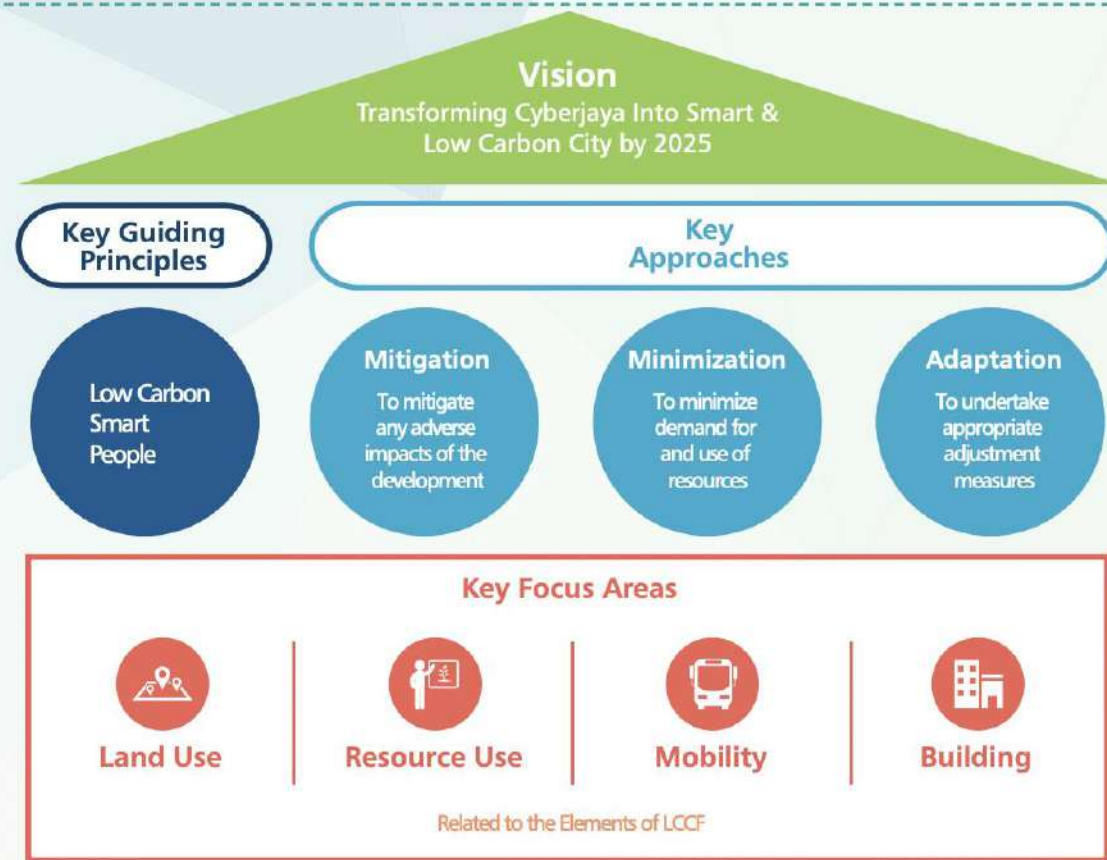 Vision
Transforming Cyberjaya Into Smart &
Low Carbon City by 2025
Key Guiding
Principles
Key
Approaches
Low Carbon
Smart
People
Mitigation
To mitigate
any adverse
impacts of the
development
Minimization
To minimize
demand for
and use of
resources
Adaptation
To undertake
appropriate
adjustment
measures
Key Focus Areas
Land Use
Resource Use
Mobility
Building
Related to the Elements of LCCF